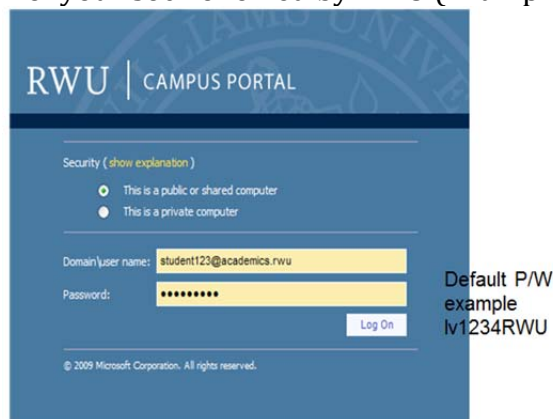 RWU | CAMPUS PORTAL
Security ( show explanation )
This is a public or shared computer
This is a private computer
Domain\user name: student123@academics.rwu
Password: •••••••••
Log On
© 2009 Microsoft Corporation. All rights reserved.
Default P/W
example
lv1234RWU